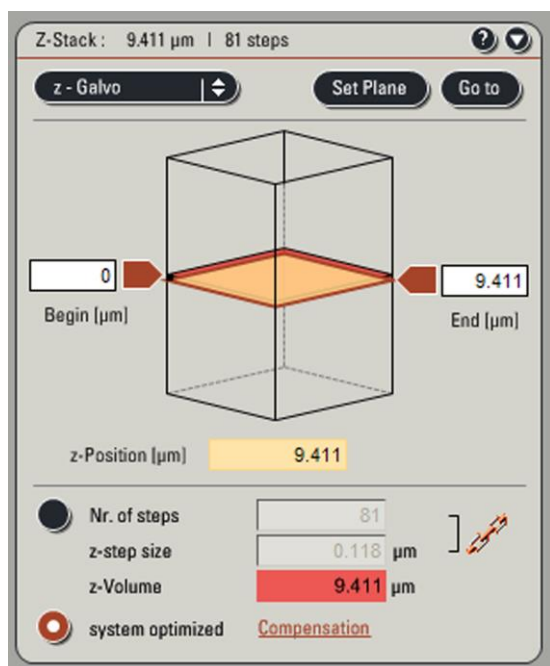 Z-Stack: 9.411 µm | 81 steps ?
z - Galvo Set Plane Go to
0 9.411
Begin [µm] End [µm]
z-Position [µm] 9.411
Nr. of steps 81
z-step size 0.118 µm
z-Volume 9.411 µm
system optimized Compensation